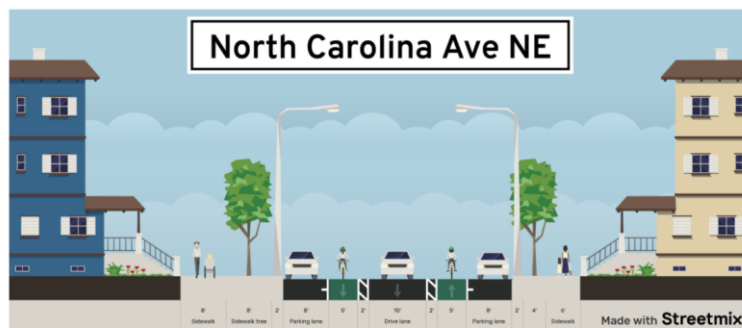 North Carolina Ave NE
8' 8' 2' 8' 5' 2' 10' 2' 5' 8' 2' 4' 6'
Sidewalk Sidewalk tree Parking lane Drive lane Parking lane Sidewalk
Made with Streetmix